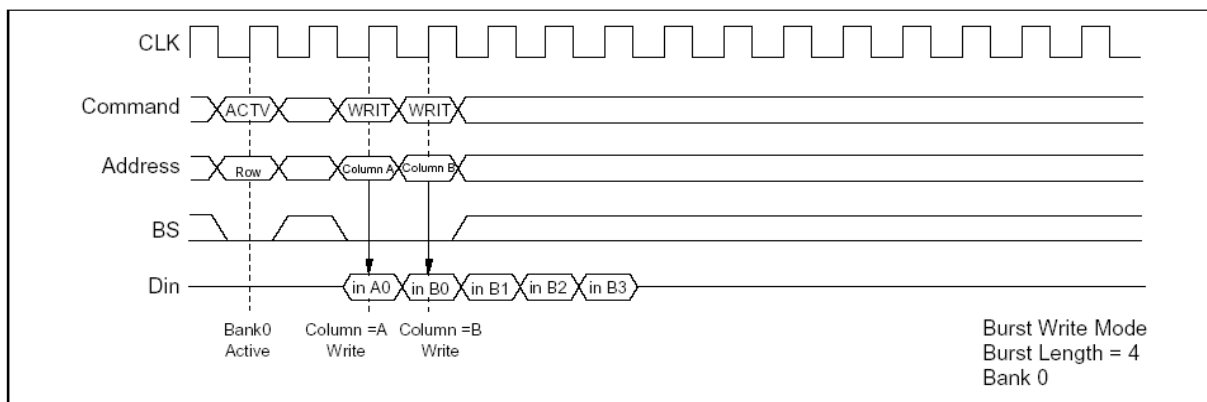 CLK
Command ACTV WRIT WRIT
Address Row Column A Column B
BS
Din in A0 in B0 in B1 in B2 in B3
Bank0 Column =A Column =B
Active Write Write
Burst Write Mode
Burst Length = 4
Bank 0